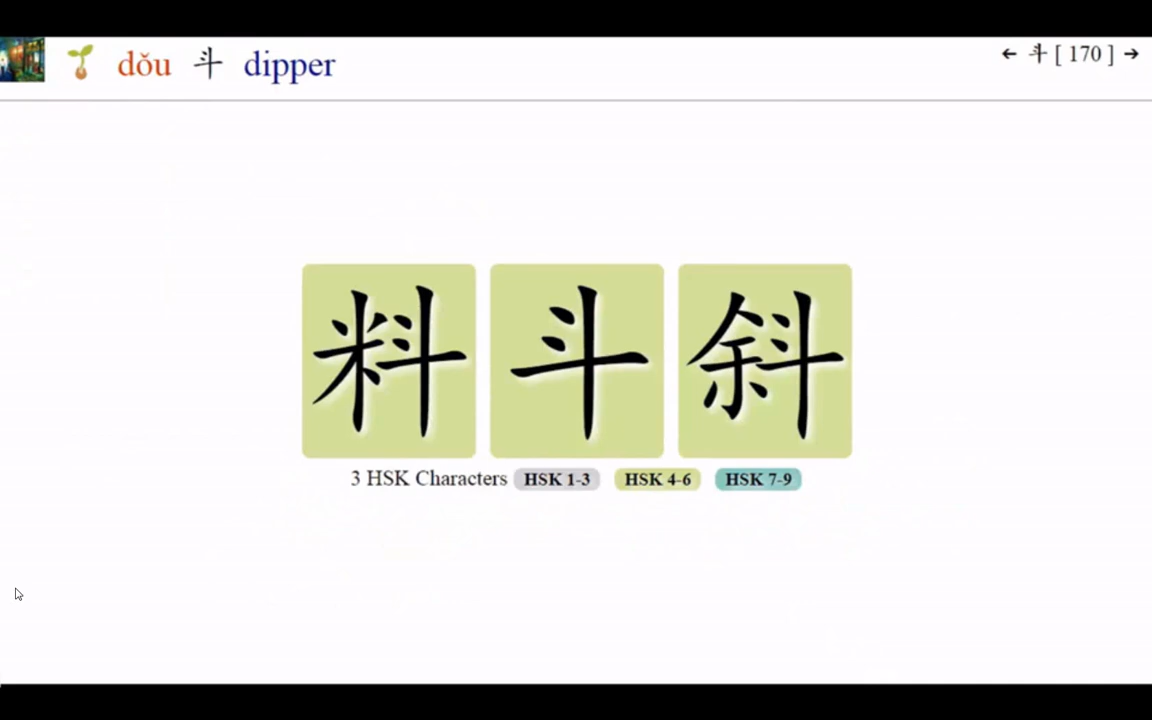 dǒu 斗 dipper
← 斗 [ 170 ] →
料 斗 斜
3 HSK Characters HSK 1-3 HSK 4-6 HSK 7-9